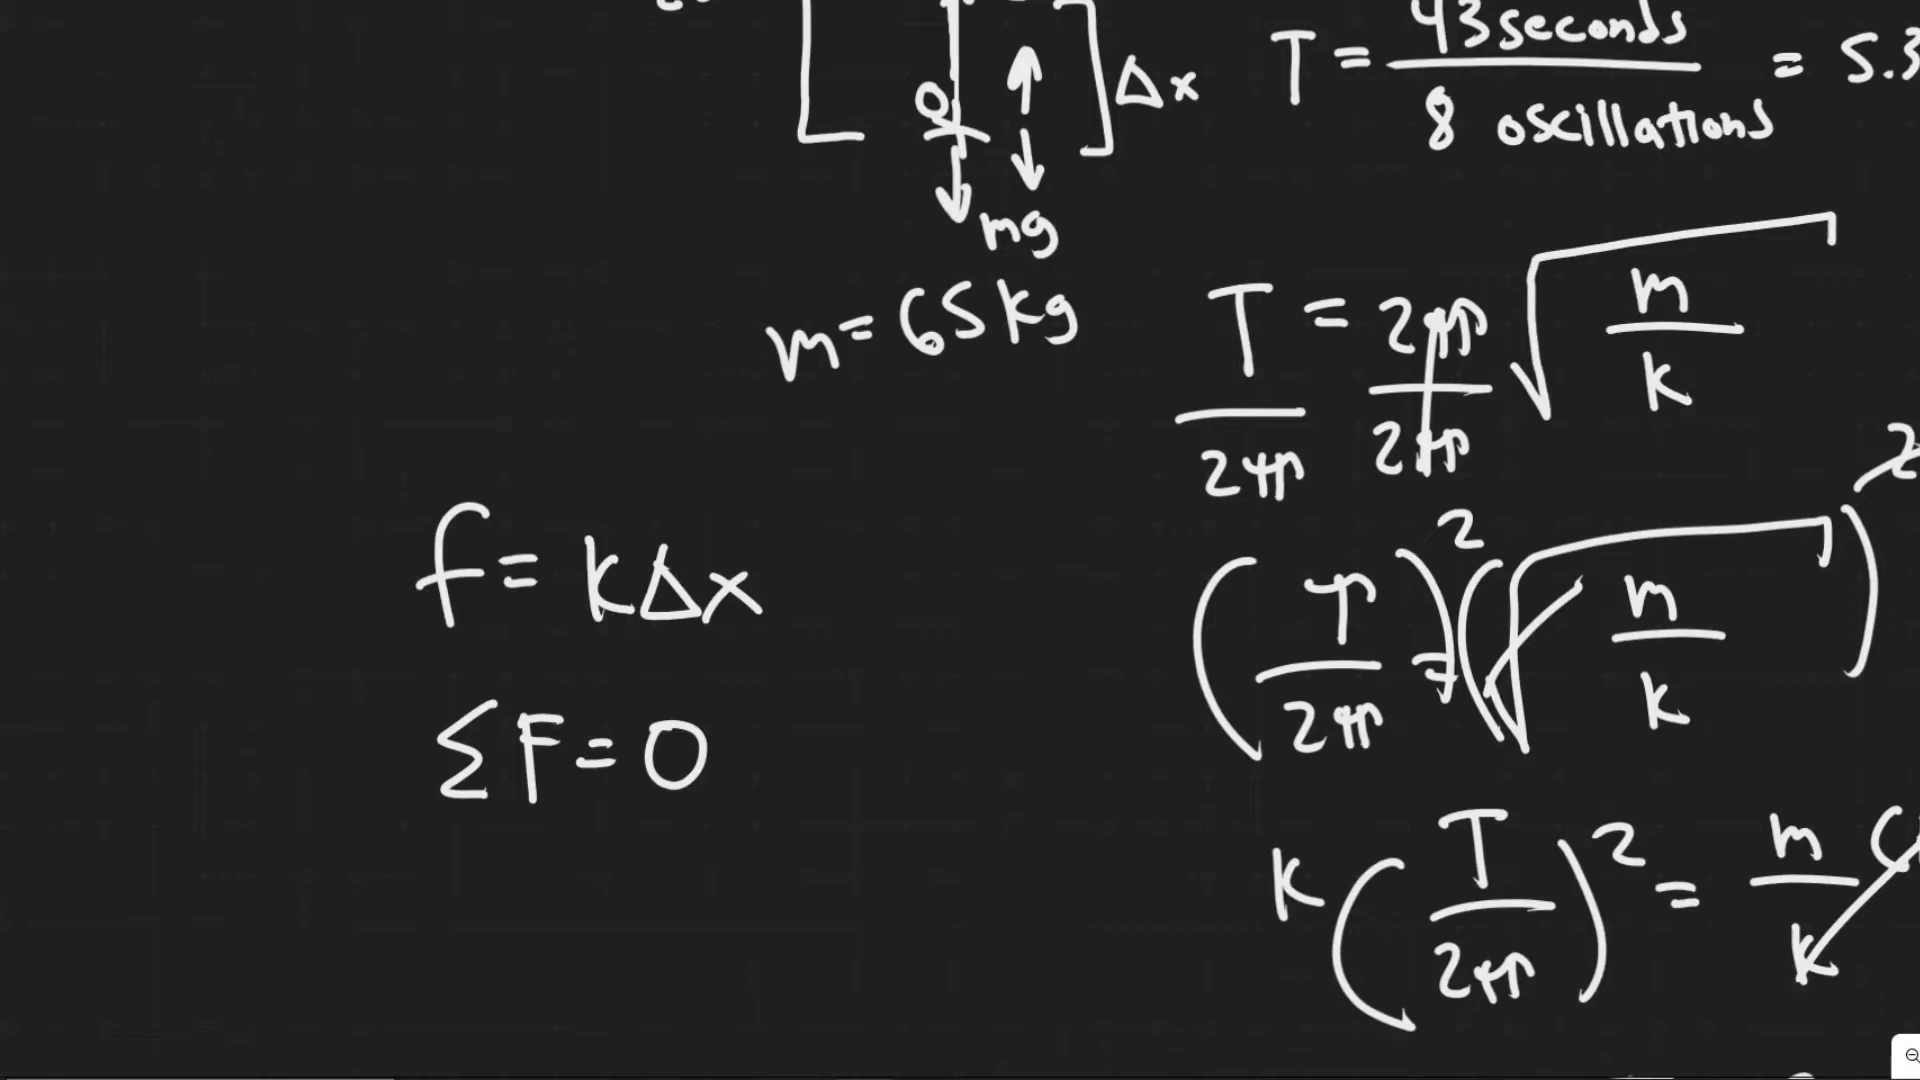 Δx
T = 43 seconds / 8 oscillations = 5.3
mg
m = 65 kg
T / 2π = 2π / 2π √(m / k)
(T / 2π)² = (√(m / k))²
f = kΔx
ΣF = 0
k (T / 2π)² = m / k